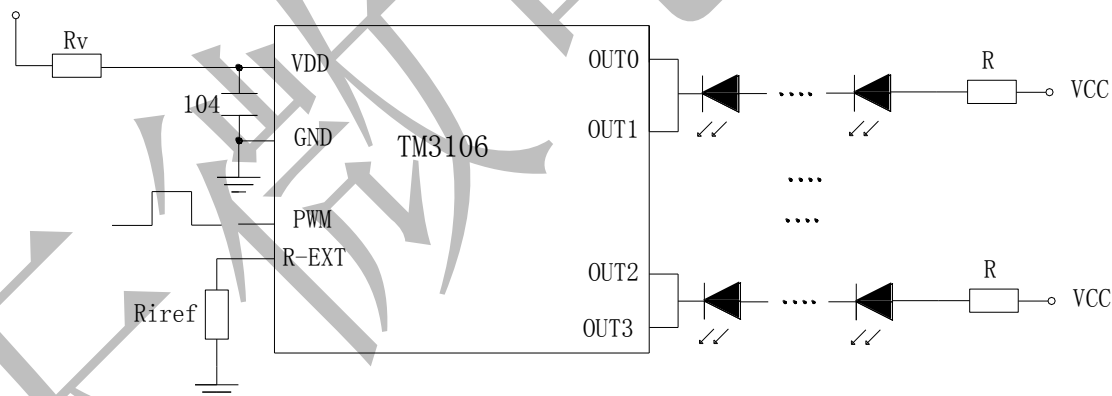 Rv
VDD
OUT0
R
VCC
104
GND
OUT1
TM3106
PWM
R-EXT
OUT2
R
VCC
Riref
OUT3